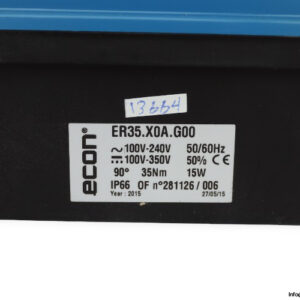 13884
econ®
ER35.X0A.G00
100V-240V 50/60Hz
100V-350V 50% CE
90° 35Nm 15W
IP66 OF n°281126 / 006
Year : 2015 27/05/15